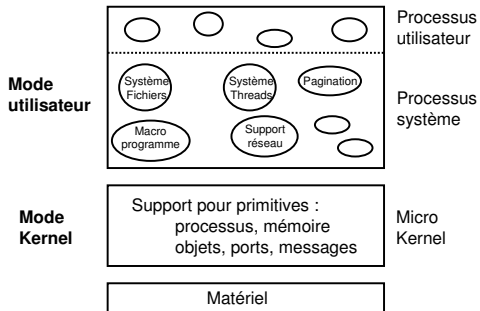 Processus
utilisateur
Mode
utilisateur
Système
Fichiers
Système
Threads
Pagination
Processus
système
Macro
programme
Support
réseau
Mode
Kernel
Support pour primitives :
processus, mémoire
objets, ports, messages
Micro
Kernel
Matériel